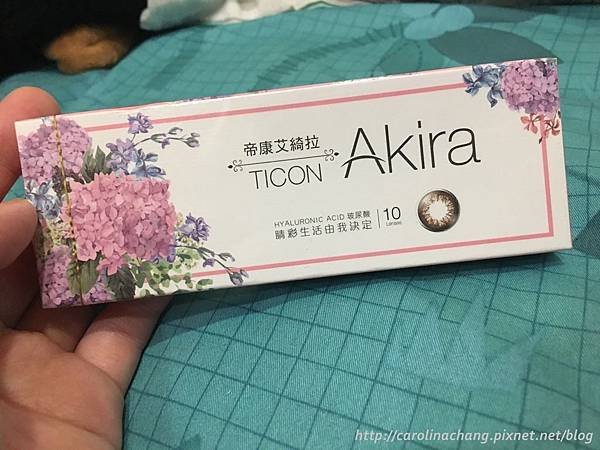 帝康艾綺拉
TICON Akira
HYALURONIC ACID 玻尿酸
睛彩生活由我決定
10
Lenses
http://carolinachang.pixnet.net/blog